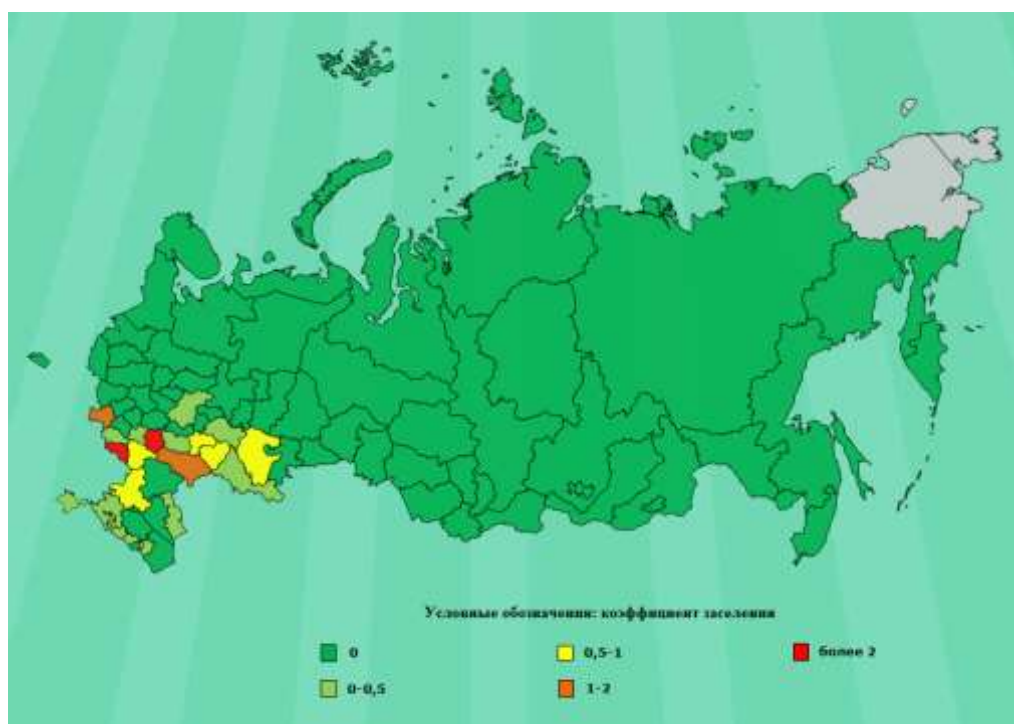 Условные обозначения: коэффициент заселения
0
0,5-1
более 2
0-0,5
1-2